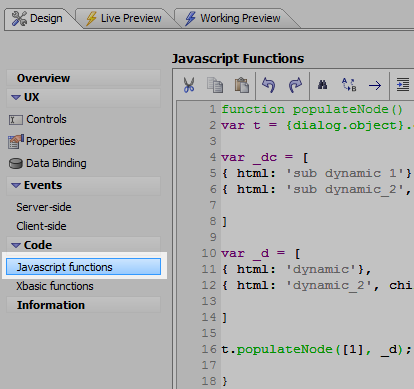 Design
Live Preview
Working Preview
Overview
UX
Controls
Properties
Data Binding
Events
Server-side
Client-side
Code
Javascript functions
Xbasic functions
Information
Javascript Functions
1 function populateNode()
2 var t = {dialog.object}.
3
4 var _dc = [
5 { html: 'sub dynamic 1'}
6 { html: 'sub dynamic_2',
7
8 ]
9
10 var _d = [
11 { html: 'dynamic'},
12 { html: 'dynamic_2', chi
13
14 ]
15
16 t.populateNode([1], _d);
17
18 }